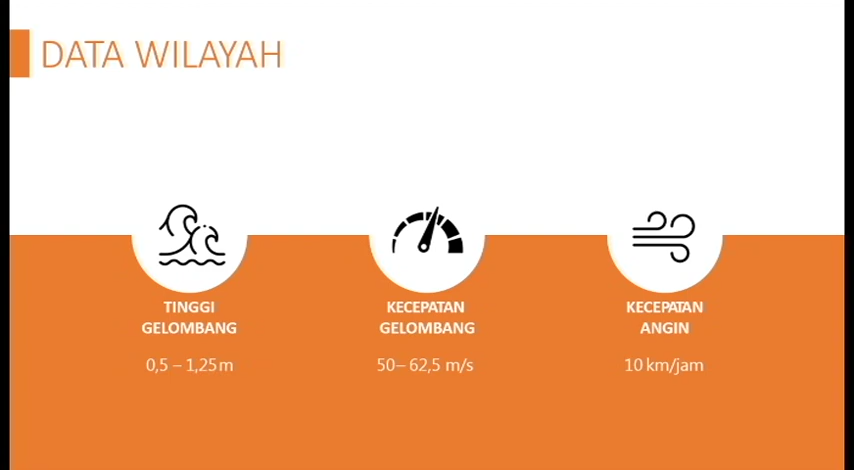 DATA WILAYAH
TINGGI
GELOMBANG
0,5 – 1,25 m
KECEPATAN
GELOMBANG
50– 62,5 m/s
KECEPATAN
ANGIN
10 km/jam